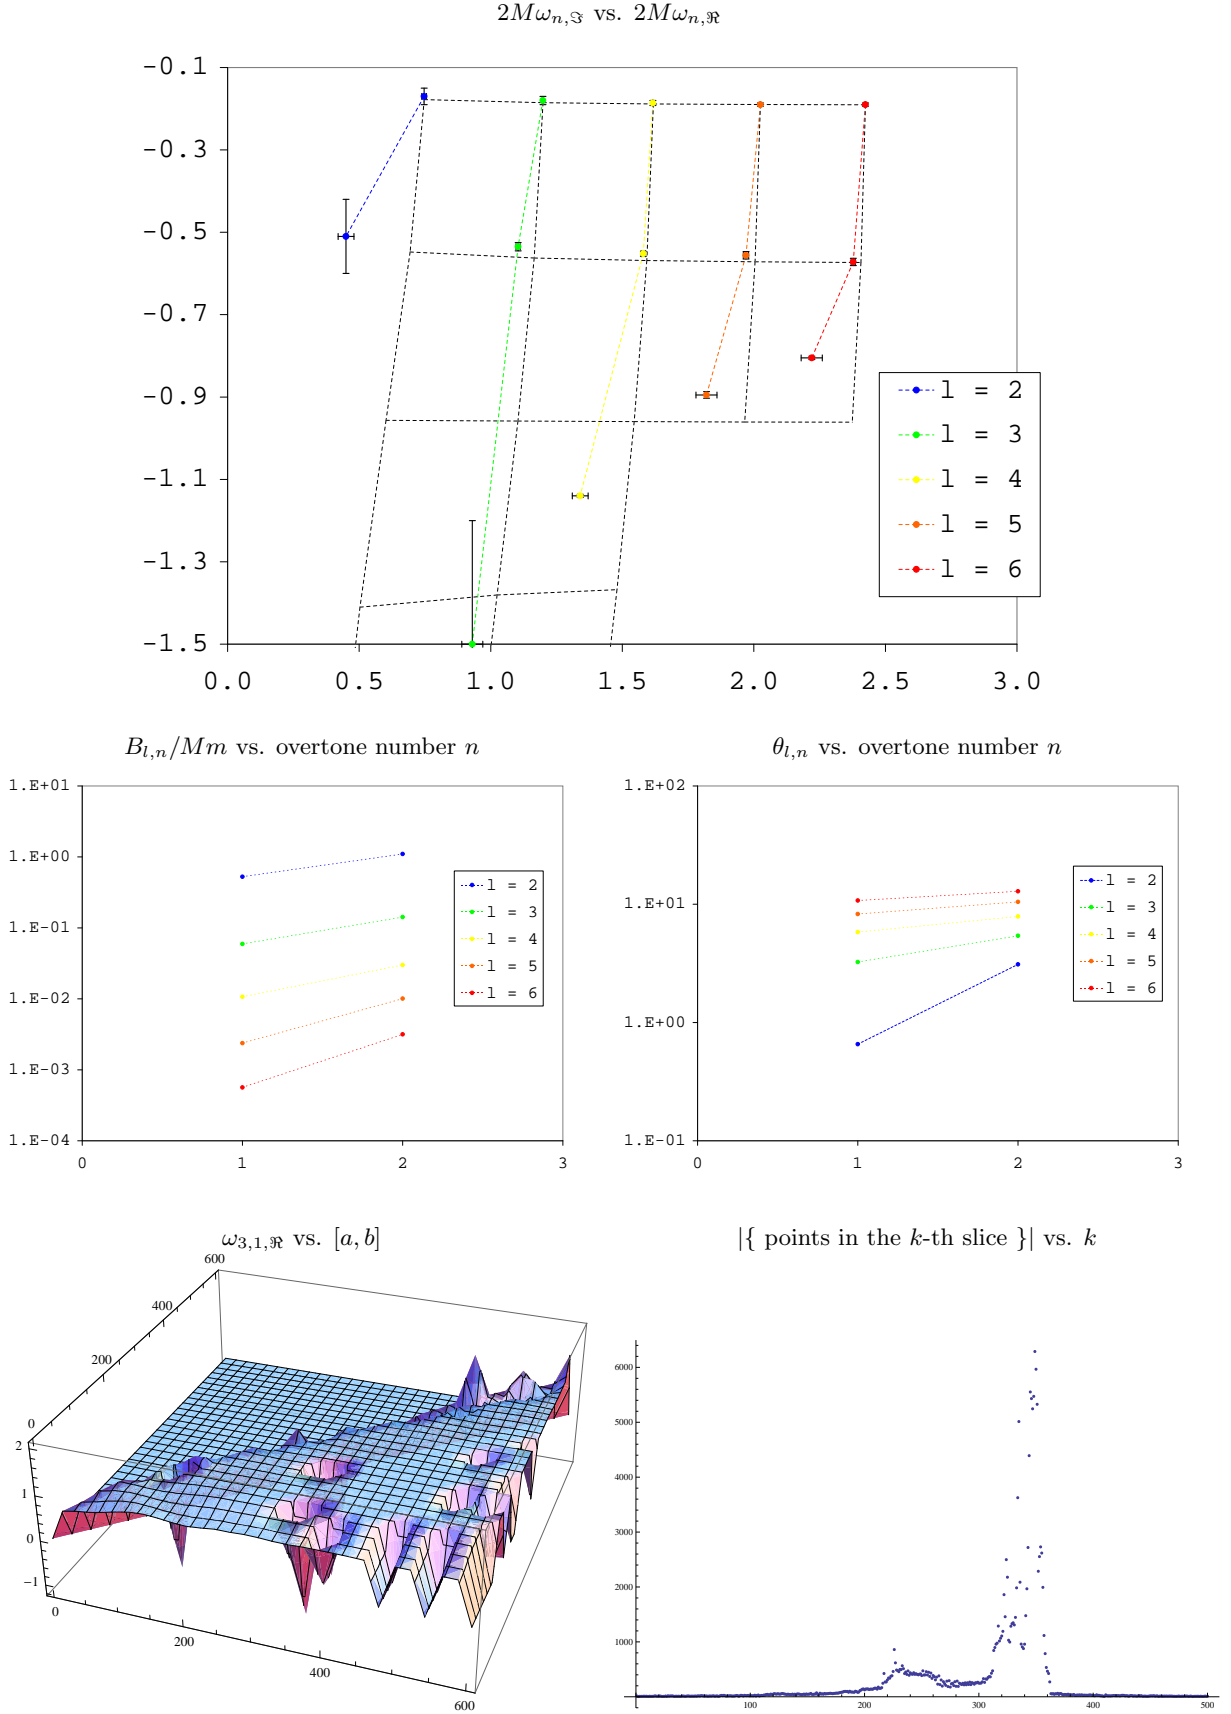 2Mω_{n,ℑ} vs. 2Mω_{n,ℜ}
-0.1
-0.3
-0.5
-0.7
-0.9
-1.1
-1.3
-1.5
0.0 0.5 1.0 1.5 2.0 2.5 3.0
l = 2
l = 3
l = 4
l = 5
l = 6
B_{l,n}/Mm vs. overtone number n
1.E+01
1.E+00
1.E-01
1.E-02
1.E-03
1.E-04
0 1 2 3
l = 2
l = 3
l = 4
l = 5
l = 6
θ_{l,n} vs. overtone number n
1.E+02
1.E+01
1.E+00
1.E-01
0 1 2 3
l = 2
l = 3
l = 4
l = 5
l = 6
ω_{3,1,ℜ} vs. [a, b]
600
400
200
0
2
1
0
−1
0
200
400
600
|{ points in the k-th slice }| vs. k
6000
5000
4000
3000
2000
1000
100 200 300 400 500